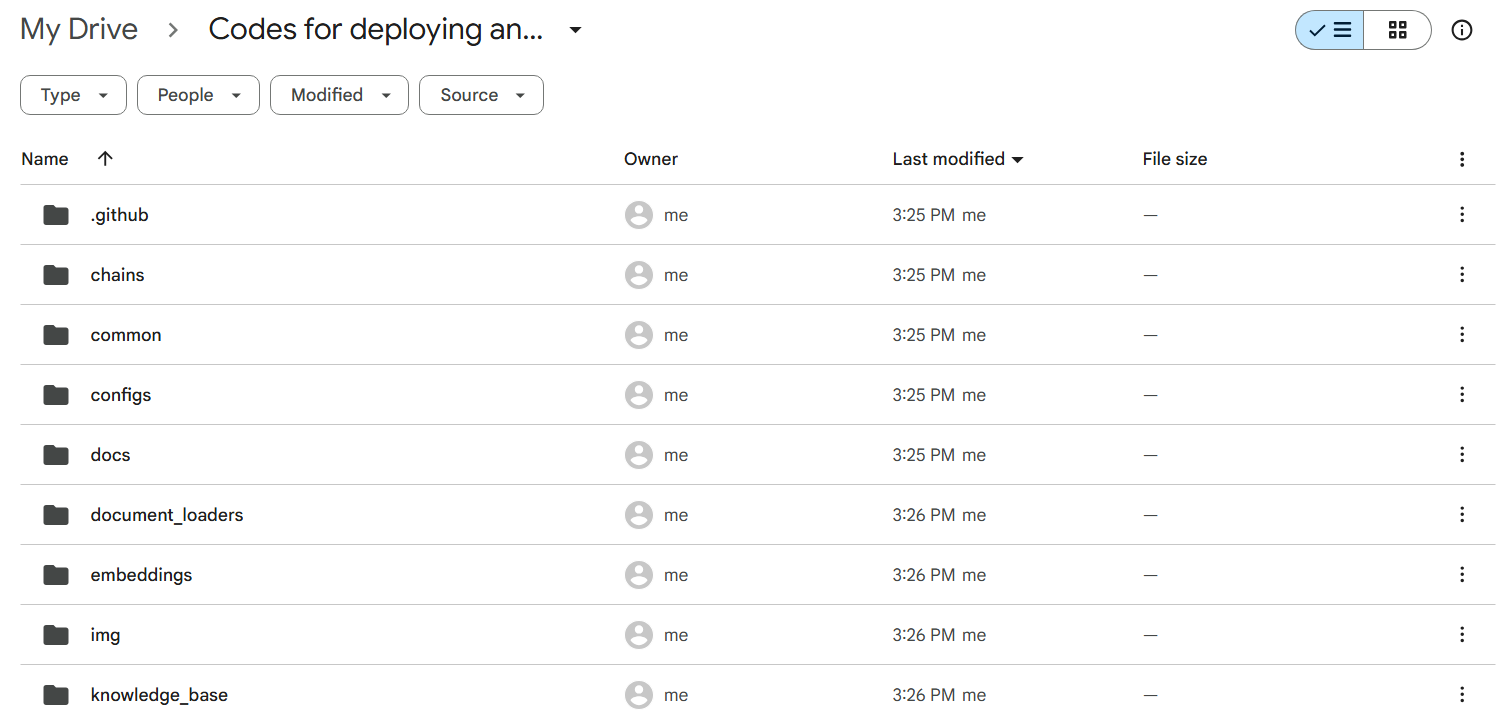 My Drive > Codes for deploying an...
Type People Modified Source
Name Owner Last modified File size
.github me 3:25 PM me —
chains me 3:25 PM me —
common me 3:25 PM me —
configs me 3:25 PM me —
docs me 3:25 PM me —
document_loaders me 3:26 PM me —
embeddings me 3:26 PM me —
img me 3:26 PM me —
knowledge_base me 3:26 PM me —